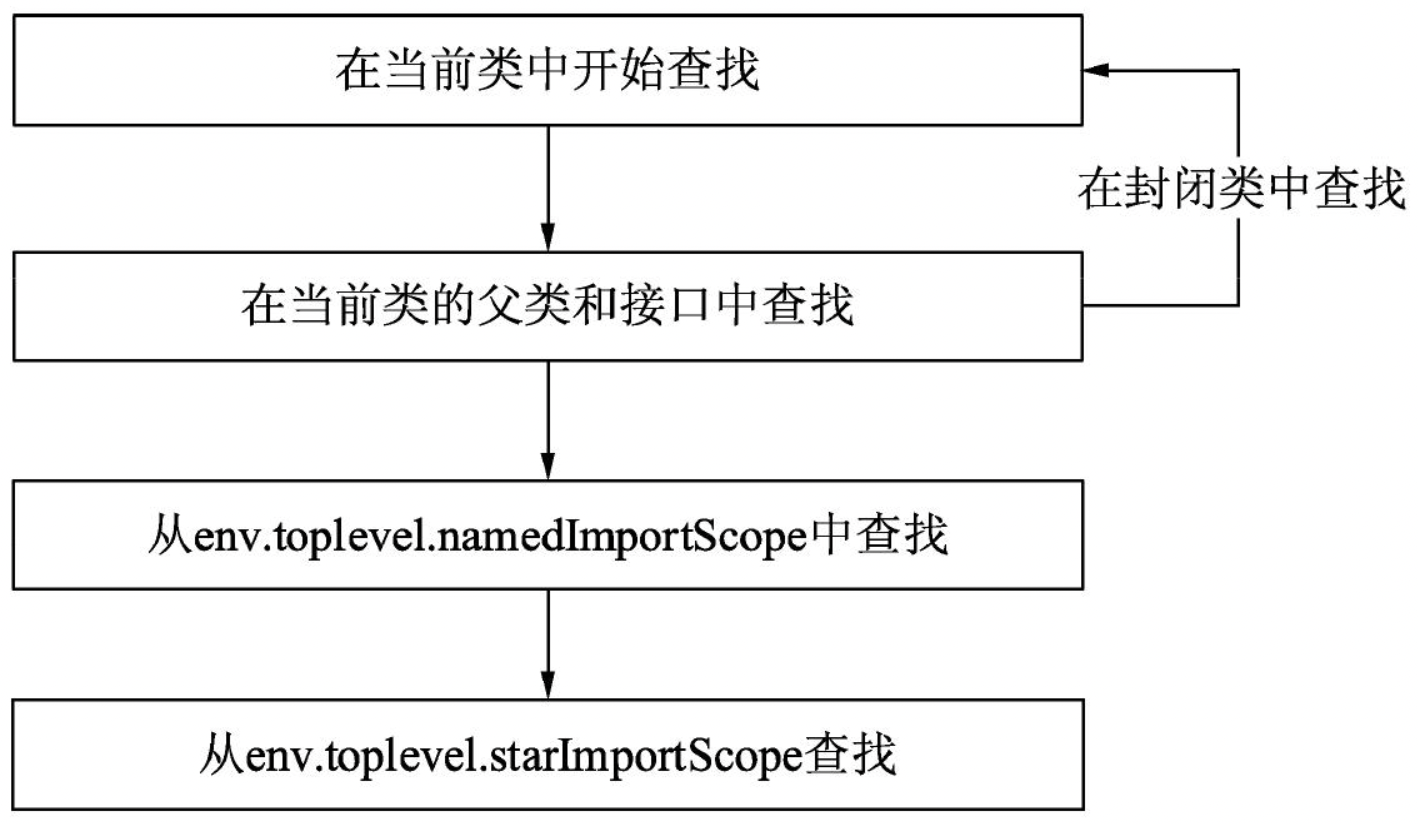 在当前类中开始查找
在封闭类中查找
在当前类的父类和接口中查找
从env.toplevel.namedImportScope中查找
从env.toplevel.starImportScope查找